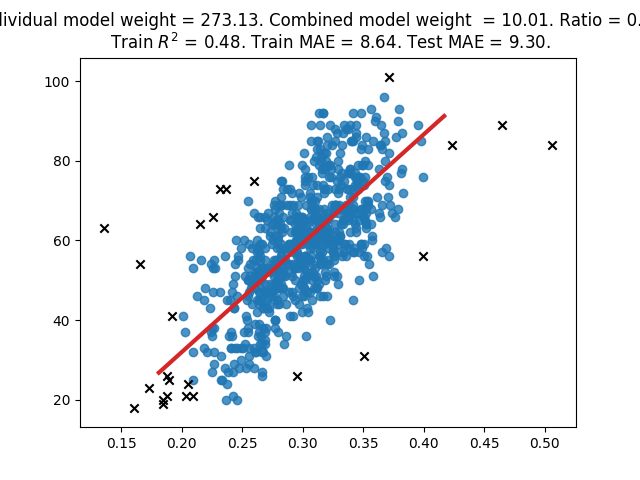 dividual model weight = 273.13. Combined model weight = 10.01. Ratio = 0.
Train R² = 0.48. Train MAE = 8.64. Test MAE = 9.30.
100
80
60
40
20
0.15 0.20 0.25 0.30 0.35 0.40 0.45 0.50